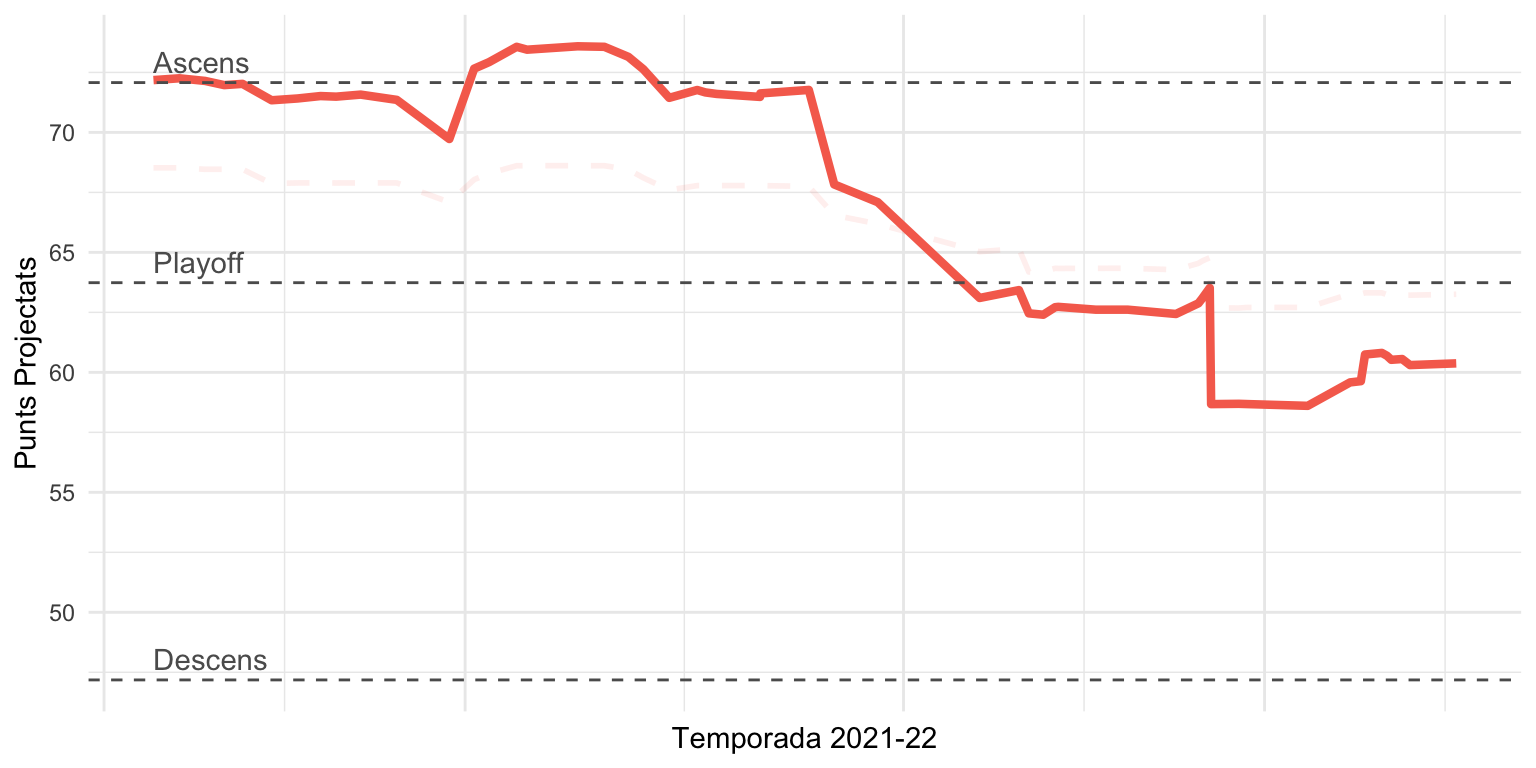 Ascens
70
65
Playoff
60
55
50
Descens
Punts Projectats
Temporada 2021-22